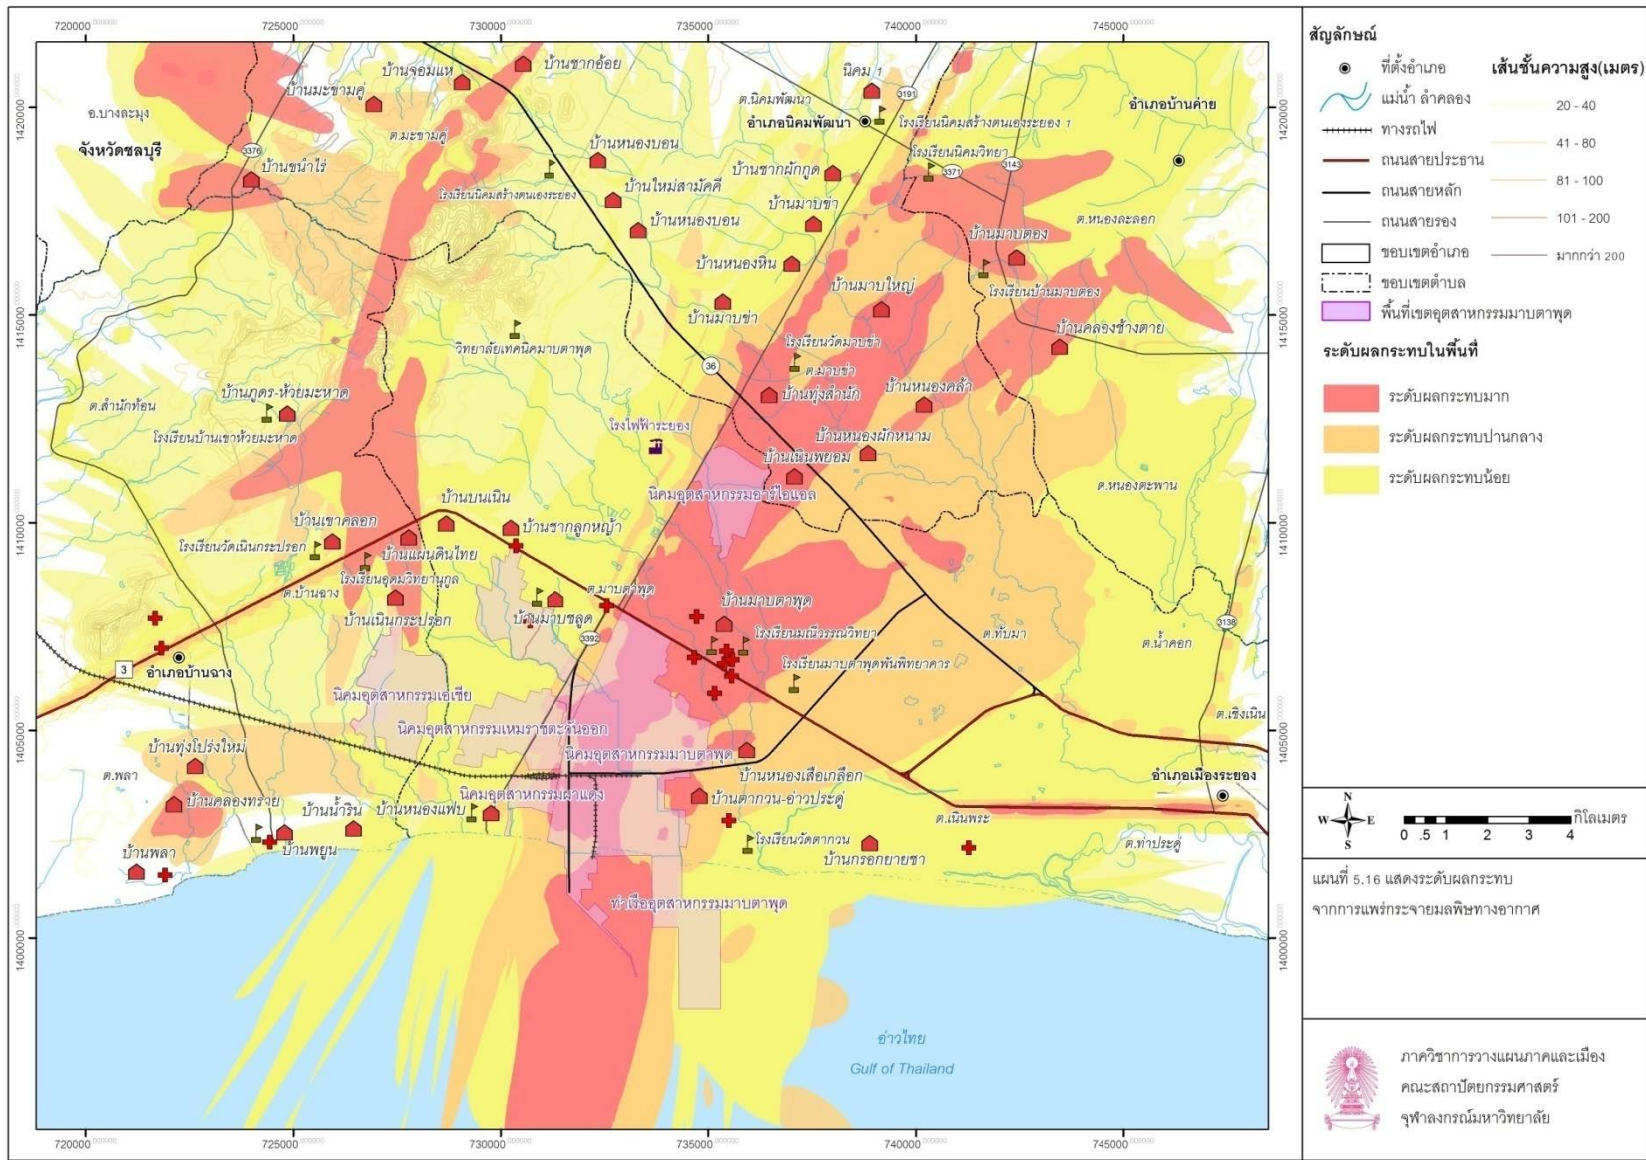 720000
725000
730000
735000
740000
745000
1420000
1415000
1410000
1405000
1400000
บ้านจอมแห
บ้านชากอ้อย
บ้านมะขามคู่
นิคม 1
3191
ต.นิคมพัฒนา
อำเภอบ้านค่าย
อ.บางละมุง
ต.มะขามคู่
อำเภอนิคมพัฒนา
โรงเรียนนิคมสร้างตนเองระยอง 1
จังหวัดชลบุรี
3376
บ้านขนำไร่
บ้านหนองบอน
โรงเรียนนิคมวิทยา
3143
3371
โรงเรียนนิคมสร้างตนเองระยอง
บ้านชากผักกูด
บ้านใหม่สามัคคี
บ้านมาบข่า
บ้านหนองบอน
ต.หนองละลอก
บ้านมาบตอง
บ้านหนองหิน
บ้านมาบใหญ่
โรงเรียนบ้านมาบตอง
บ้านมาบข่า
บ้านคลองช้างตาย
โรงเรียนวัดมาบข่า
วิทยาลัยเทคนิคมาบตาพุด
36
ต.มาบข่า
บ้านภูดร-ห้วยมะหาด
บ้านทุ่งสำนัก
บ้านหนองคล้า
ต.สำนักท้อน
โรงไฟฟ้าระยอง
โรงเรียนบ้านเขาห้วยมะหาด
บ้านหนองผักหนาม
บ้านเนินพยอม
นิคมอุตสาหกรรมอาร์ไอแอล
ต.หนองตะพาน
บ้านบนเนิน
บ้านเขาคลอก
บ้านชากลูกหญ้า
โรงเรียนวัดเนินกระปรอก
บ้านแผ่นดินไทย
โรงเรียนอุดมวิทยานุกูล
ต.บ้านฉาง
ต.มาบตาพุด
บ้านมาบตาพุด
บ้านเนินกระปรอก
บ้านมาบชลูด
3392
โรงเรียนมณีวรรณวิทยา
ต.ทับมา
3138
ต.น้ำคอก
โรงเรียนมาบตาพุดพันพิทยาคาร
3
อำเภอบ้านฉาง
นิคมอุตสาหกรรมเอเชีย
นิคมอุตสาหกรรมเหมราชตะวันออก
ต.เชิงเนิน
นิคมอุตสาหกรรมมาบตาพุด
บ้านทุ่งโปร่งใหม่
ต.พลา
บ้านหนองเสือเกลือก
อำเภอเมืองระยอง
นิคมอุตสาหกรรมผาแดง
บ้านคลองทราย
บ้านน้ำริน
บ้านหนองแฟบ
บ้านตากวน-อ่าวประดู่
ต.เนินพระ
บ้านพลา
บ้านพยูน
โรงเรียนวัดตากวน
บ้านกรอกยายชา
ต.ท่าประดู่
ท่าเรืออุตสาหกรรมมาบตาพุด
อ่าวไทย
Gulf of Thailand
720000
725000
730000
735000
740000
745000
1420000
1415000
1410000
1405000
1400000
สัญลักษณ์
ที่ตั้งอำเภอ
แม่น้ำ ลำคลอง
ทางรถไฟ
ถนนสายประธาน
ถนนสายหลัก
ถนนสายรอง
ขอบเขตอำเภอ
ขอบเขตตำบล
พื้นที่เขตอุตสาหกรรมมาบตาพุด
เส้นชั้นความสูง(เมตร)
20 - 40
41 - 80
81 - 100
101 - 200
มากกว่า 200
ระดับผลกระทบในพื้นที่
ระดับผลกระทบมาก
ระดับผลกระทบปานกลาง
ระดับผลกระทบน้อย
N
W E
S
0 .5 1 2 3 4
กิโลเมตร
แผนที่ 5.16 แสดงระดับผลกระทบ
จากการแพร่กระจายมลพิษทางอากาศ
ภาควิชาการวางแผนภาคและเมือง
คณะสถาปัตยกรรมศาสตร์
จุฬาลงกรณ์มหาวิทยาลัย